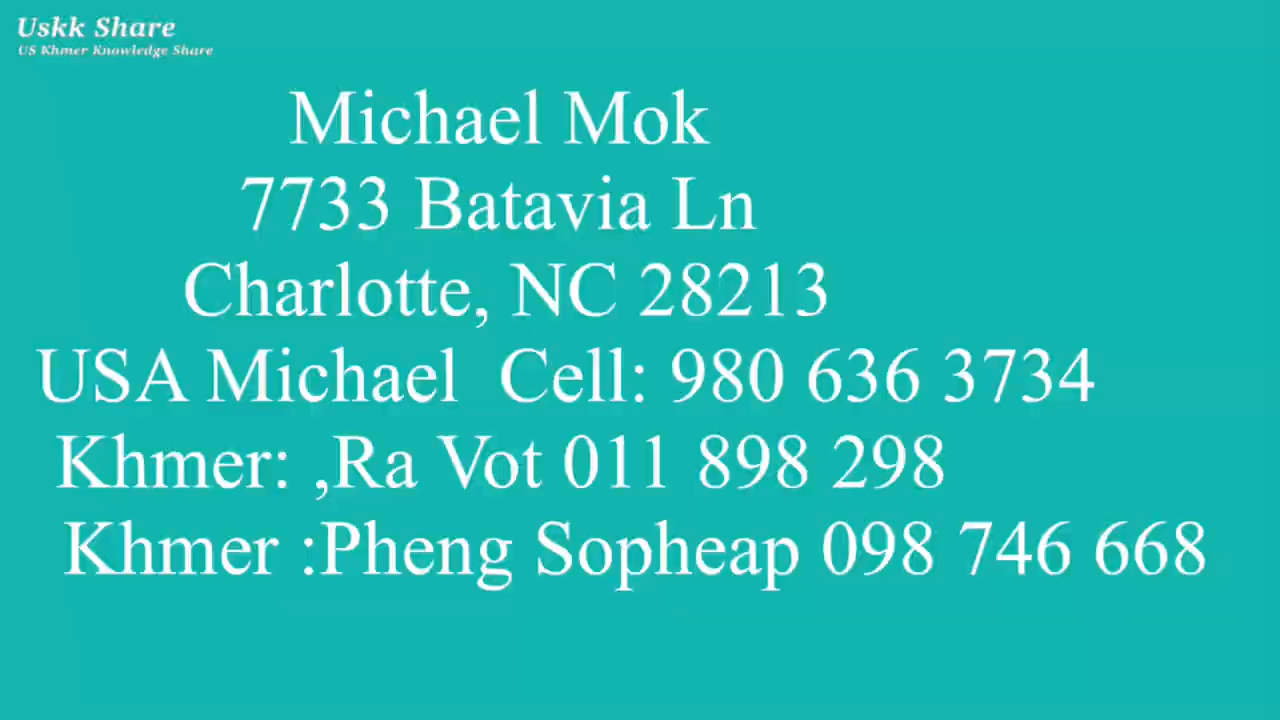 Uskk Share
US Khmer Knowledge Share
Michael Mok
7733 Batavia Ln
Charlotte, NC 28213
USA Michael  Cell: 980 636 3734
Khmer: ,Ra Vot 011 898 298
Khmer :Pheng Sopheap 098 746 668